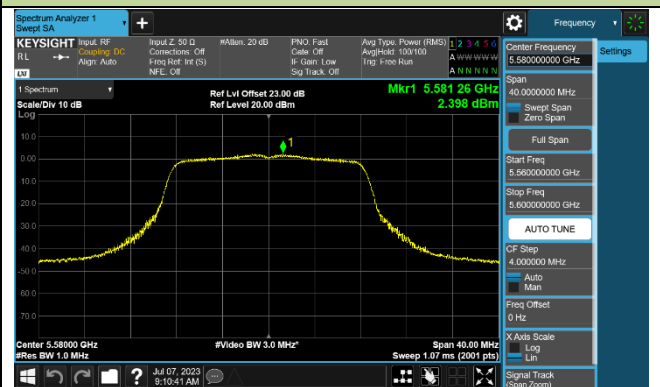 Spectrum Analyzer 1
Swept SA
+
Frequency
KEYSIGHT
RL
LXI
Input: RF
Coupling: DC
Align: Auto
Input Z: 50 Ω
Corrections: Off
Freq Ref: Int (S)
NFE: Off
#Atten: 20 dB
PNO: Fast
Gate: Off
IF Gain: Low
Sig Track: Off
Avg Type: Power (RMS)
Avg|Hold: 100/100
Trig: Free Run
1 2 3 4 5 6
A W W W W W
A N N N N N
1 Spectrum
Scale/Div 10 dB
Log
Ref Lvl Offset 23.00 dB
Ref Level 20.00 dBm
Mkr1 5.581 26 GHz
2.398 dBm
1
10.0
0.00
-10.0
-20.0
-30.0
-40.0
-50.0
-60.0
-70.0
Center 5.58000 GHz
#Res BW 1.0 MHz
#Video BW 3.0 MHz*
Span 40.00 MHz
Sweep 1.07 ms (2001 pts)
Center Frequency
5.580000000 GHz
Settings
Span
40.0000000 MHz
Swept Span
Zero Span
Full Span
Start Freq
5.560000000 GHz
Stop Freq
5.600000000 GHz
AUTO TUNE
CF Step
4.000000 MHz
Auto
Man
Freq Offset
0 Hz
X Axis Scale
Log
Lin
Signal Track
(Span Zoom)
?
Jul 07, 2023
9:10:41 AM